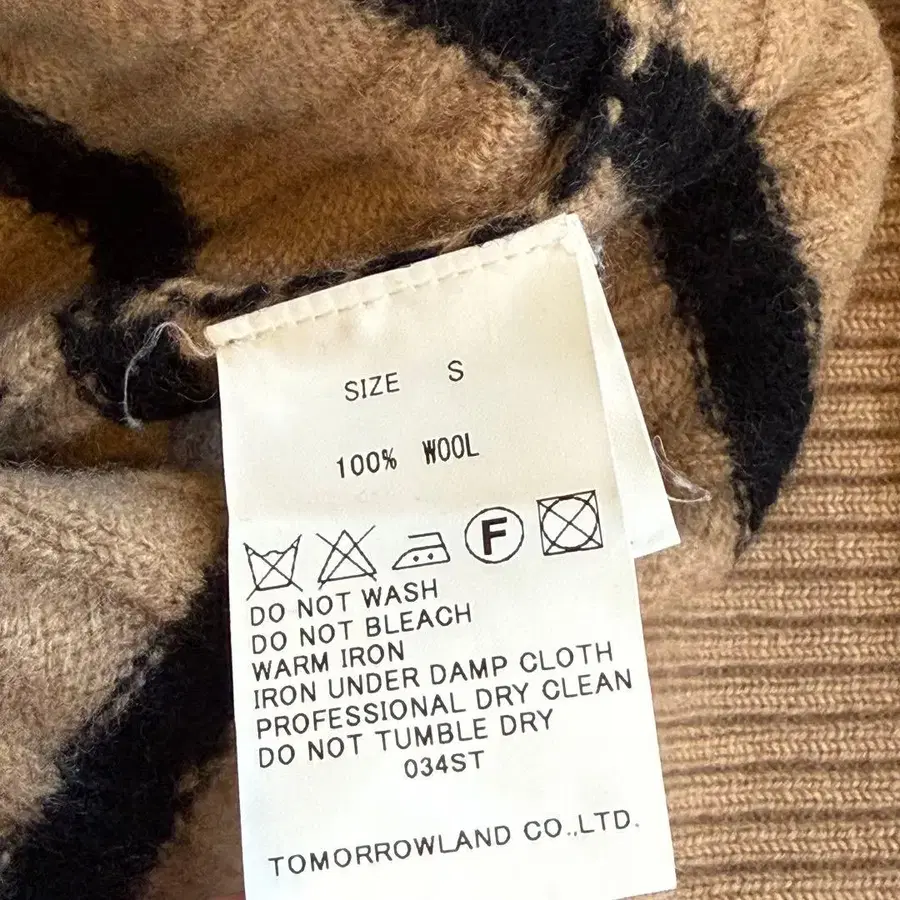 SIZE S
100% WOOL
F
DO NOT WASH
DO NOT BLEACH
WARM IRON
IRON UNDER DAMP CLOTH
PROFESSIONAL DRY CLEAN
DO NOT TUMBLE DRY
034ST
TOMORROWLAND CO.,LTD.